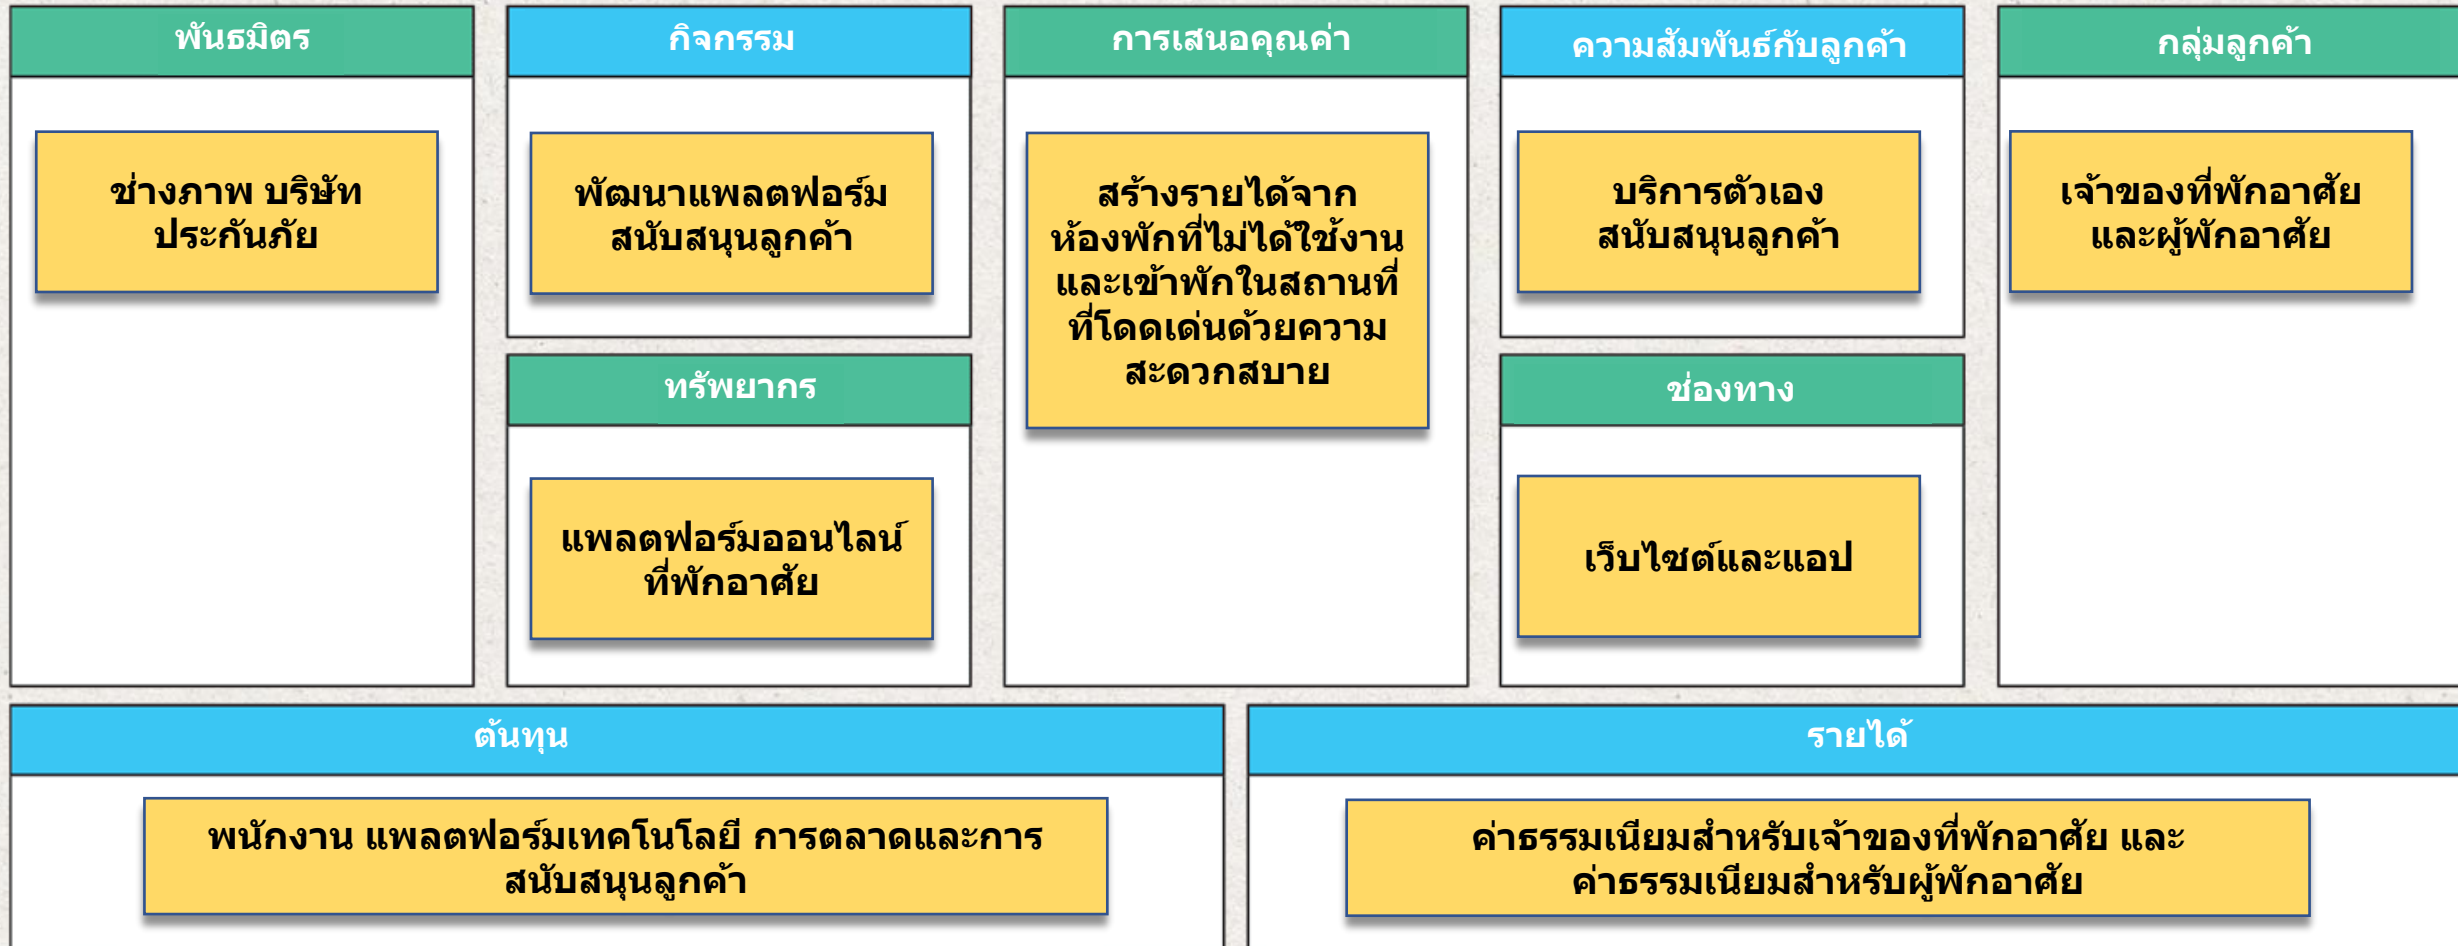 พันธมิตร
ช่างภาพ บริษัท
ประกันภัย
กิจกรรม
พัฒนาแพลตฟอร์ม
สนับสนุนลูกค้า
ทรัพยากร
แพลตฟอร์มออนไลน์
ที่พักอาศัย
การเสนอคุณค่า
สร้างรายได้จาก
ห้องพักที่ไม่ได้ใช้งาน
และเข้าพักในสถานที่
ที่โดดเด่นด้วยความ
สะดวกสบาย
ความสัมพันธ์กับลูกค้า
บริการตัวเอง
สนับสนุนลูกค้า
ช่องทาง
เว็บไซต์และแอป
กลุ่มลูกค้า
เจ้าของที่พักอาศัย
และผู้พักอาศัย
ต้นทุน
พนักงาน แพลตฟอร์มเทคโนโลยี การตลาดและการ
สนับสนุนลูกค้า
รายได้
ค่าธรรมเนียมสำหรับเจ้าของที่พักอาศัย และ
ค่าธรรมเนียมสำหรับผู้พักอาศัย